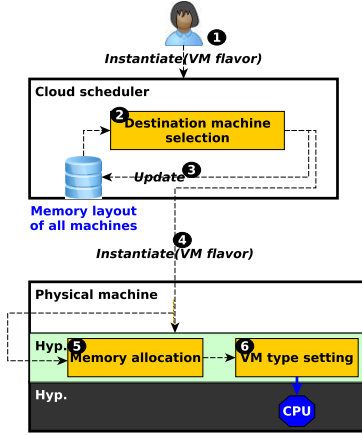 1
Instantiate(VM flavor)
Cloud scheduler
2
Destination machine
selection
Update
3
Memory layout
of all machines
4
Instantiate(VM flavor)
Physical machine
Hyp.
5
Memory allocation
6
VM type setting
Hyp.
CPU